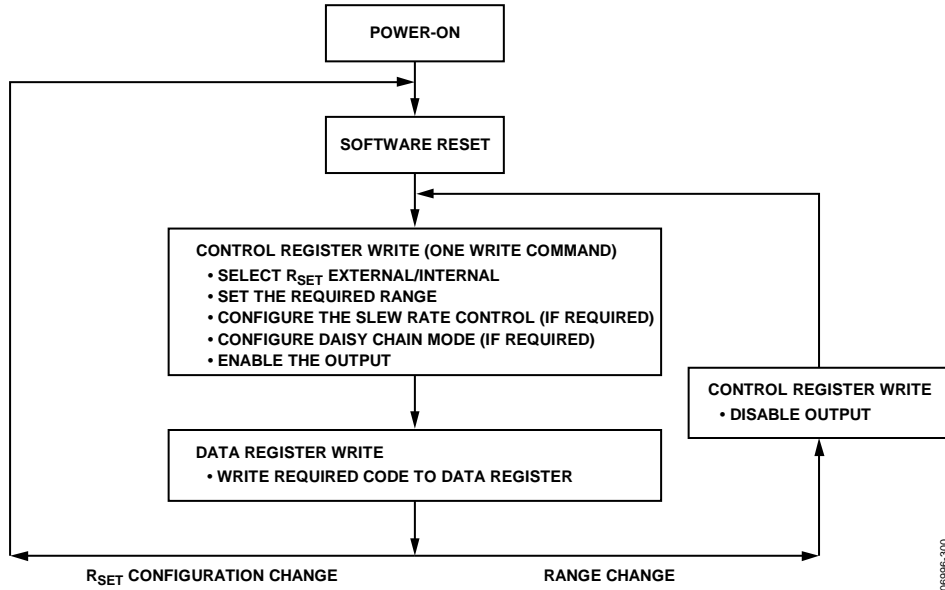 POWER-ON
SOFTWARE RESET
CONTROL REGISTER WRITE (ONE WRITE COMMAND)
• SELECT RSET EXTERNAL/INTERNAL
• SET THE REQUIRED RANGE
• CONFIGURE THE SLEW RATE CONTROL (IF REQUIRED)
• CONFIGURE DAISY CHAIN MODE (IF REQUIRED)
• ENABLE THE OUTPUT
CONTROL REGISTER WRITE
• DISABLE OUTPUT
DATA REGISTER WRITE
• WRITE REQUIRED CODE TO DATA REGISTER
RSET CONFIGURATION CHANGE
RANGE CHANGE
06996-300